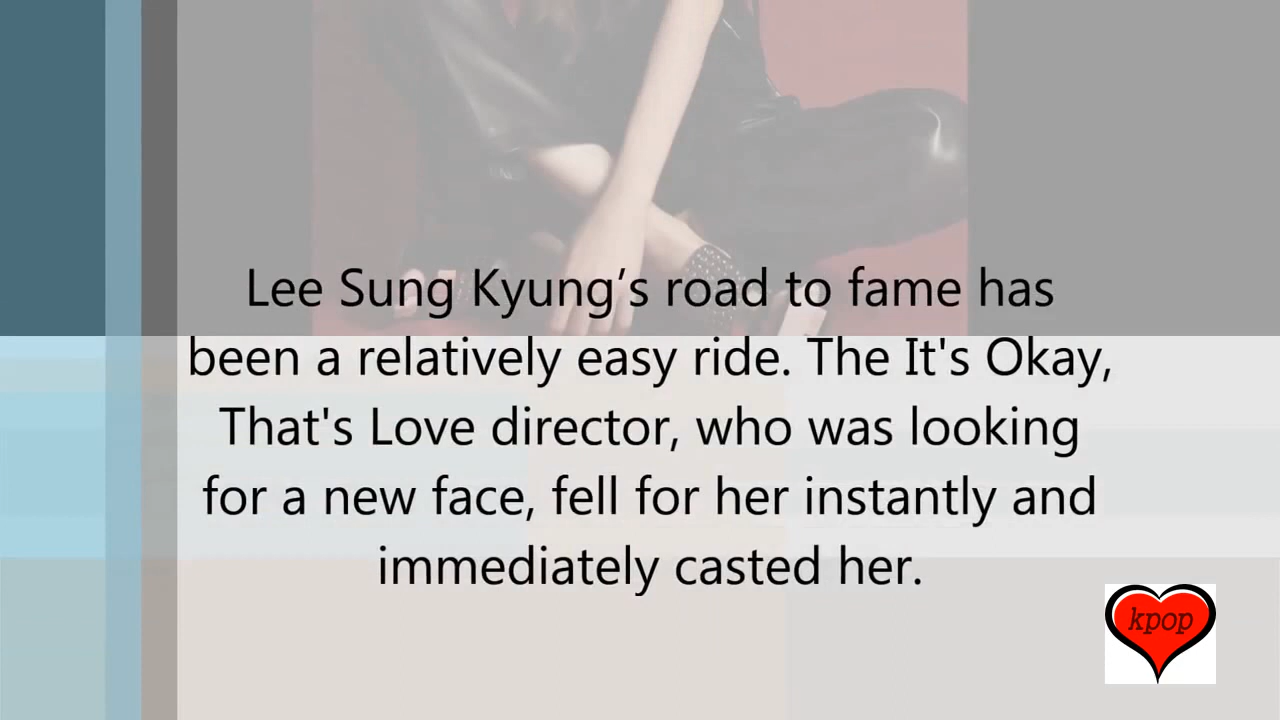 Lee Sung Kyung’s road to fame has
been a relatively easy ride. The It's Okay,
That's Love director, who was looking
for a new face, fell for her instantly and
immediately casted her.
kpop